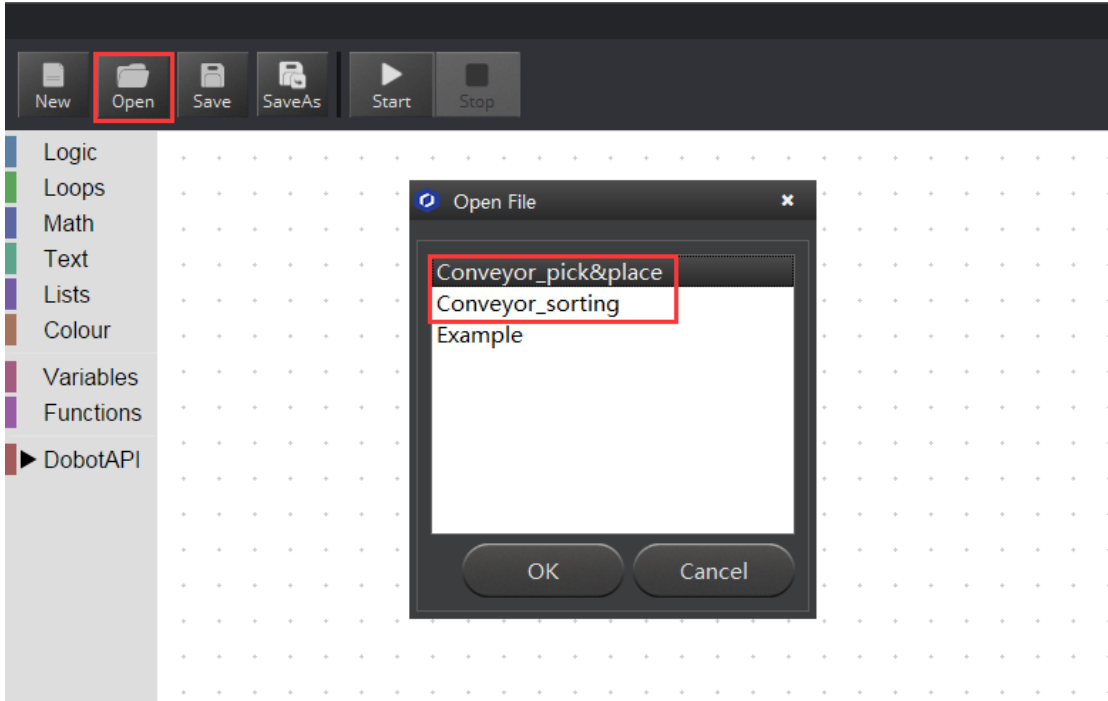 New Open Save SaveAs Start Stop
Logic
Loops
Math
Text
Lists
Colour
Variables
Functions
DobotAPI
Open File
Conveyor_pick&place
Conveyor_sorting
Example
OK Cancel